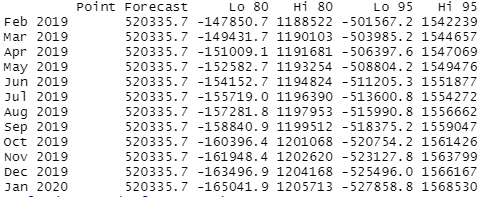 Point Forecast Lo 80 Hi 80 Lo 95 Hi 95
Feb 2019 520335.7 -147850.7 1188522 -501567.2 1542239
Mar 2019 520335.7 -149431.7 1190103 -503985.2 1544657
Apr 2019 520335.7 -151009.1 1191681 -506397.6 1547069
May 2019 520335.7 -152582.7 1193254 -508804.2 1549476
Jun 2019 520335.7 -154152.7 1194824 -511205.3 1551877
Jul 2019 520335.7 -155719.0 1196390 -513600.8 1554272
Aug 2019 520335.7 -157281.8 1197953 -515990.8 1556662
Sep 2019 520335.7 -158840.9 1199512 -518375.2 1559047
Oct 2019 520335.7 -160396.4 1201068 -520754.2 1561426
Nov 2019 520335.7 -161948.4 1202620 -523127.8 1563799
Dec 2019 520335.7 -163496.9 1204168 -525496.0 1566167
Jan 2020 520335.7 -165041.9 1205713 -527858.8 1568530